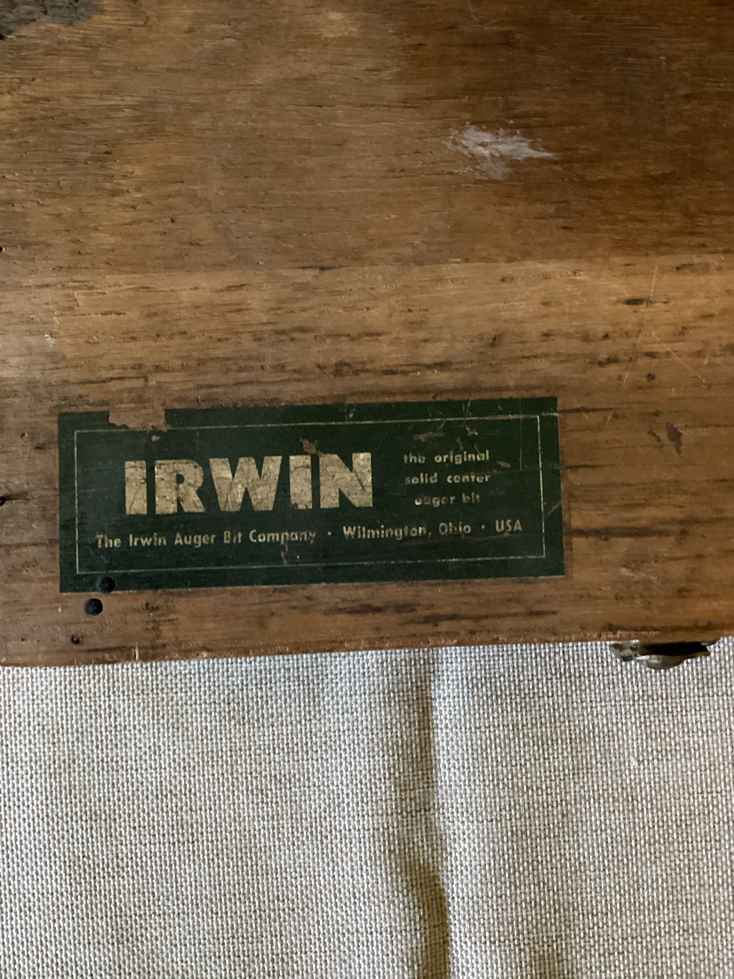 IRWIN
the original
solid center
auger bit
The Irwin Auger Bit Company · Wilmington, Ohio · USA